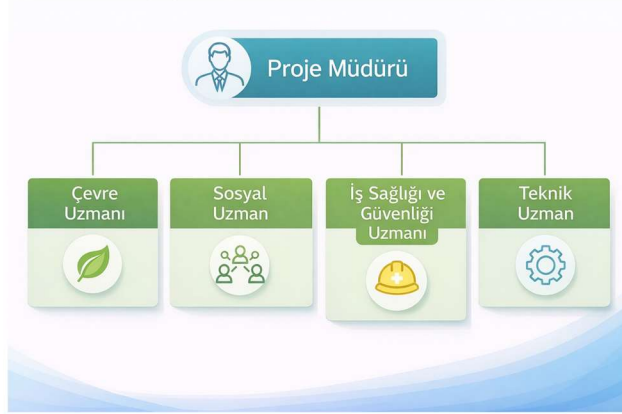 Proje Müdürü
Çevre
Uzmanı
Sosyal
Uzman
İş Sağlığı ve
Güvenliği
Uzmanı
Teknik
Uzman